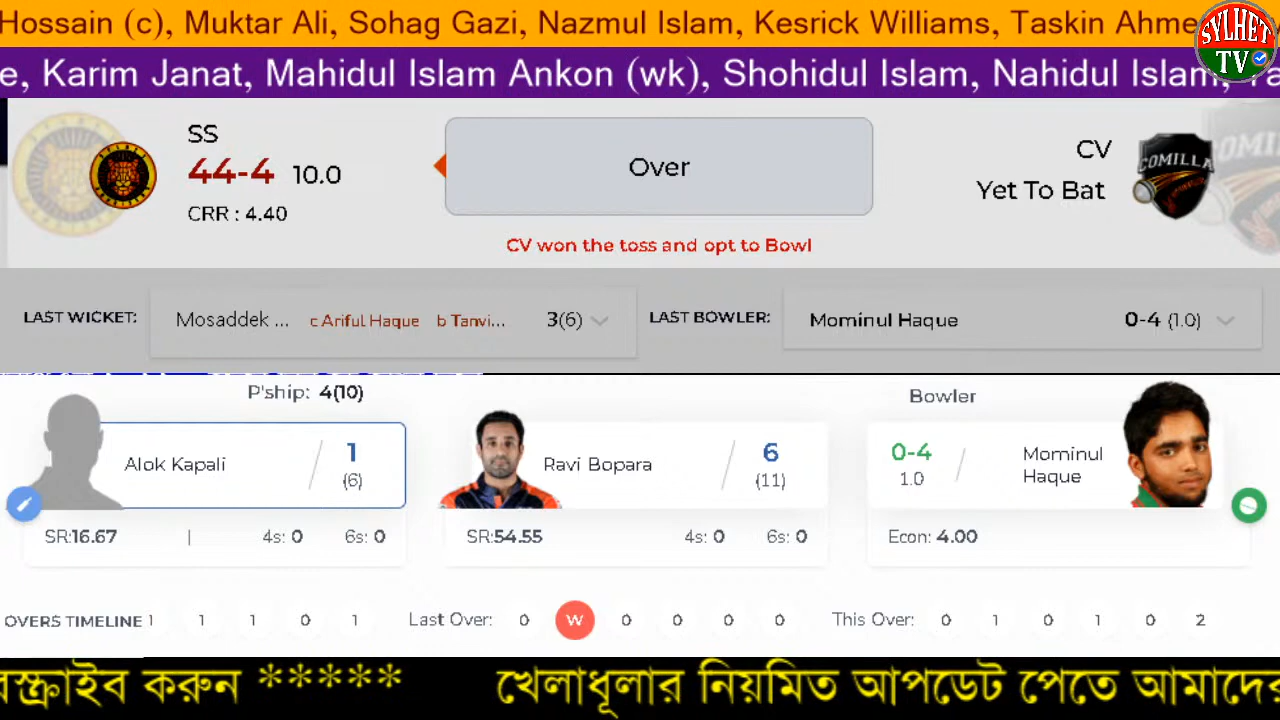 Hossain (c), Muktar Ali, Sohag Gazi, Nazmul Islam, Kesrick Williams, Taskin Ahme
SYLHET TV
e, Karim Janat, Mahidul Islam Ankon (wk), Shohidul Islam, Nahidul Islam,
SS
44-4 10.0
CRR : 4.40
Over
CV
Yet To Bat
COMILLA
CV won the toss and opt to Bowl
LAST WICKET: Mosaddek ... c Ariful Haque b Tanvi... 3(6)
LAST BOWLER: Mominul Haque 0-4 (1.0)
P'ship: 4(10)
Bowler
Alok Kapali 1 (6)
Ravi Bopara 6 (11)
0-4 1.0 Mominul Haque
SR:16.67 | 4s: 0 6s: 0
SR:54.55 4s: 0 6s: 0
Econ: 4.00
OVERS TIMELINE 1 1 1 0 1 Last Over: 0 W 0 0 0 0 This Over: 0 1 0 1 0 2
বস্ক্রাইব করুন ***** খেলাধূলার নিয়মিত আপডেট পেতে আমাদের